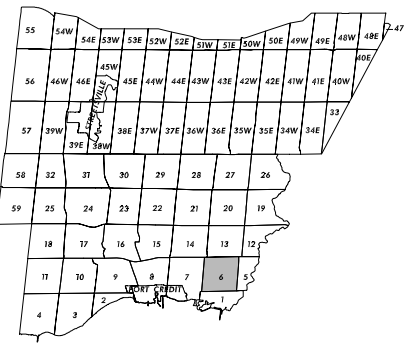 55 54W 54E 53W 53E 52W 52E 51W 51E 50W 50E 49W 49E 48W 48E 47
40E
45W
56 46W 46E 45E 44E 44W 43W 43E 42W 42E 41W 41E 40W
STREETSVILLE
33
57 39W 38E 37W 37E 36W 36E 35W 35E 34W 34E
39E 38W
58 32 31 30 29 28 27 26
59 25 24 23 22 21 20 19
18 17 16 15 14 13 12
11 10 9 8 7 6 5
PORT CREDIT
4 3 2 1